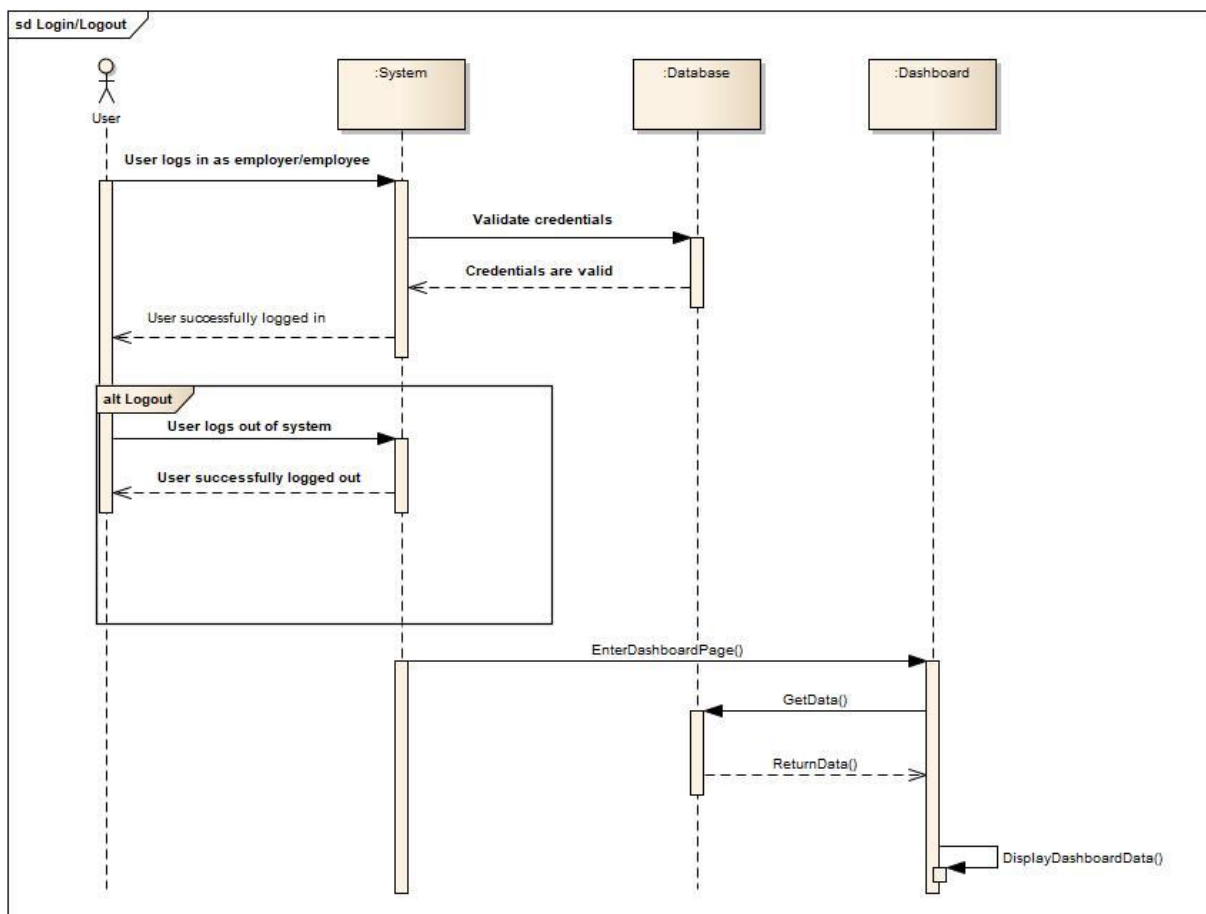 sd Login/Logout
:System
:Database
:Dashboard
User
User logs in as employer/employee
Validate credentials
Credentials are valid
User successfully logged in
alt Logout
User logs out of system
User successfully logged out
EnterDashboardPage()
GetData()
ReturnData()
DisplayDashboardData()